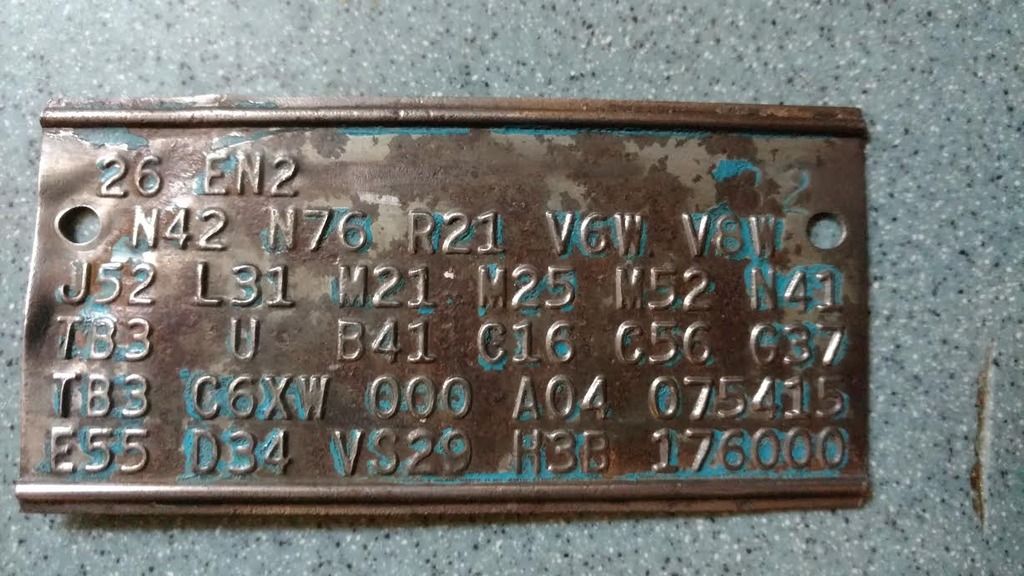 26 EN2
N42 N76 R21 V6W V8W
J52 L31 M21 M25 M52 N41
TB3 U B41 C16 C56 G37
TB3 C6XW 000 A04 075415
E55 D34 VS29 H3B 176000